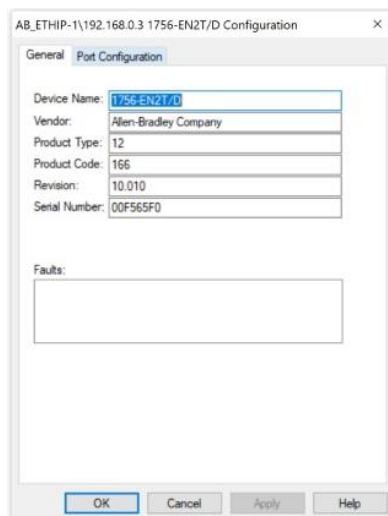 AB_ETHIP-1\192.168.0.3 1756-EN2T/D Configuration
General Port Configuration
Device Name: 1756-EN2T/D
Vendor: Allen-Bradley Company
Product Type: 12
Product Code: 166
Revision: 10.010
Serial Number: 00F565F0
Faults:
OK Cancel Apply Help